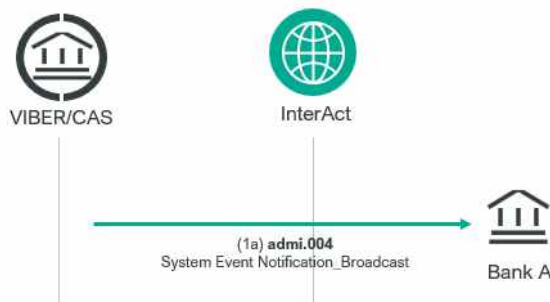 VIBER/CAS
InterAct
(1a) admi.004
System Event Notification_Broadcast
Bank A